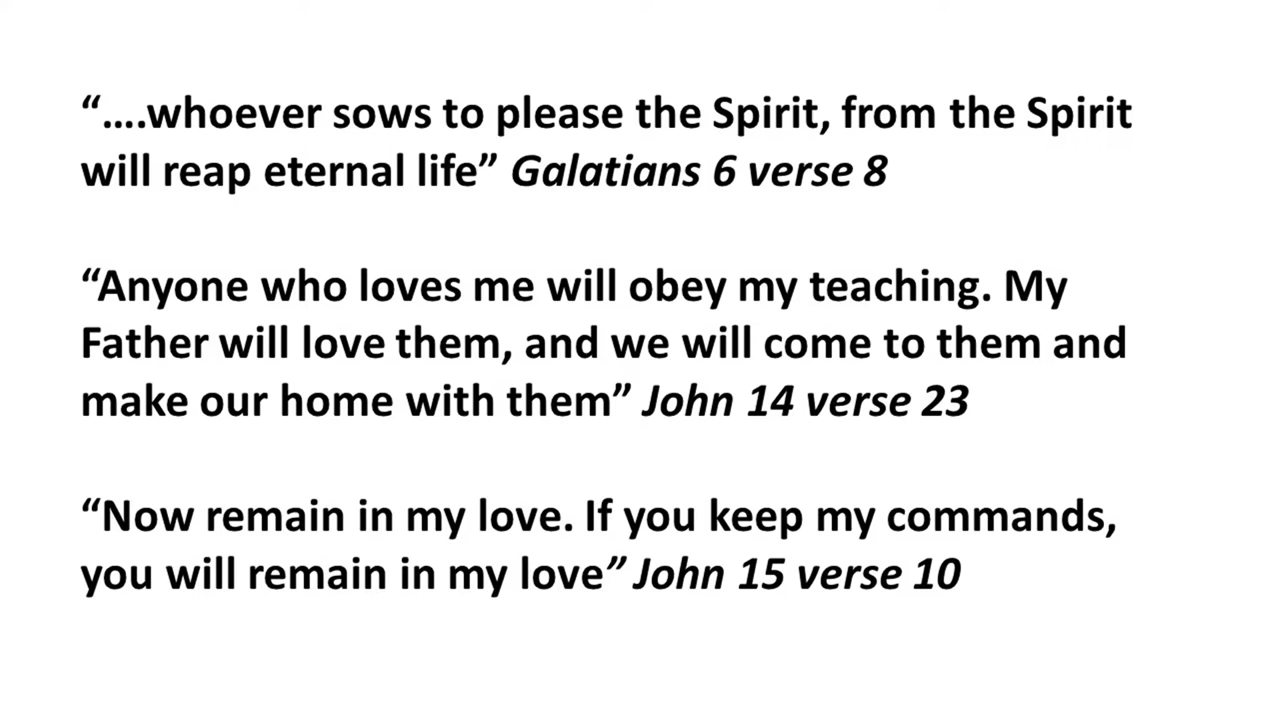 “....whoever sows to please the Spirit, from the Spirit
will reap eternal life” Galatians 6 verse 8
“Anyone who loves me will obey my teaching. My
Father will love them, and we will come to them and
make our home with them” John 14 verse 23
“Now remain in my love. If you keep my commands,
you will remain in my love” John 15 verse 10